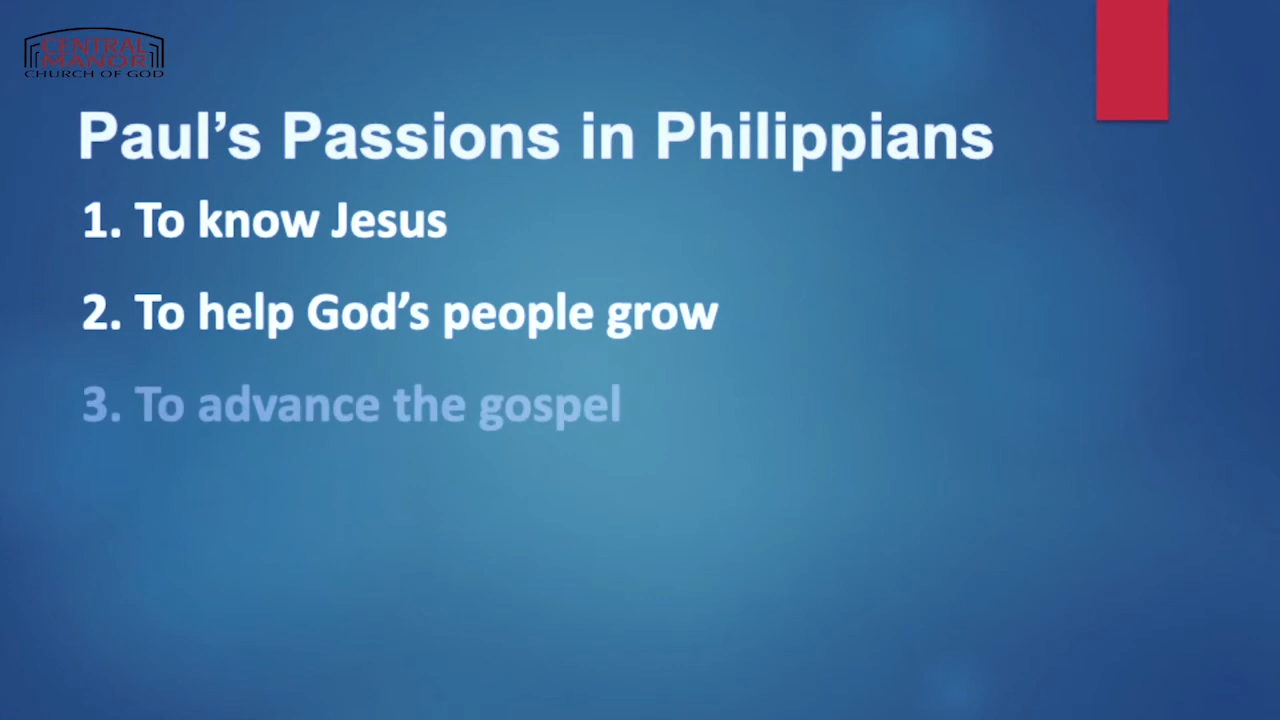 CENTRAL
MANOR
CHURCH OF GOD
Paul’s Passions in Philippians
1. To know Jesus
2. To help God’s people grow
3. To advance the gospel